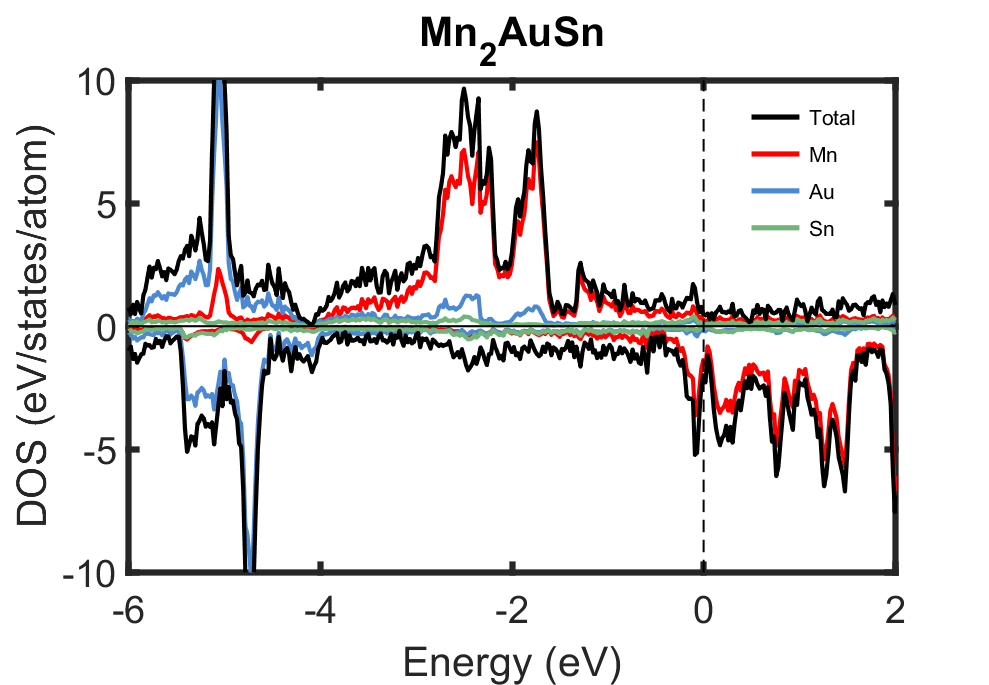 Mn2AuSn
DOS (eV/states/atom)
10
5
0
-5
-10
Total
Mn
Au
Sn
-6
-4
-2
0
2
Energy (eV)